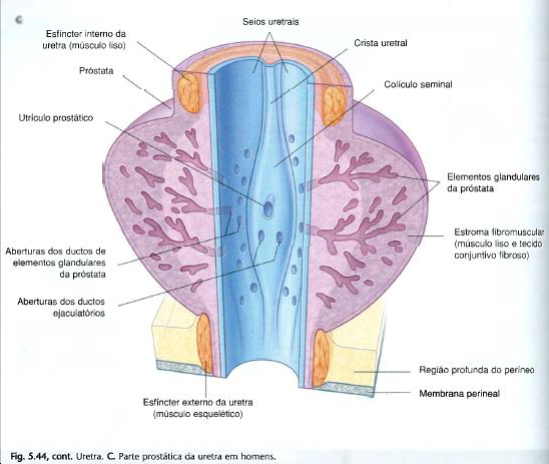 C
Seios uretrais
Esfíncter interno da
uretra (músculo liso)
Crista uretral
Próstata
Colículo seminal
Utrículo prostático
Elementos glandulares
da próstata
Estroma fibromuscular
(músculo liso e tecido
conjuntivo fibroso)
Aberturas dos ductos de
elementos glandulares
da próstata
Aberturas dos ductos
ejaculatórios
Região profunda do períneo
Membrana perineal
Esfíncter externo da uretra
(músculo esquelético)
Fig. 5.44, cont. Uretra. C. Parte prostática da uretra em homens.